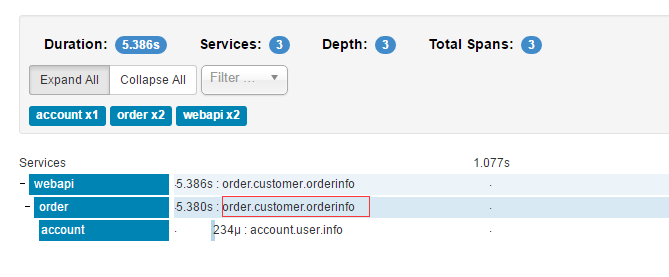 Duration: 5.386s Services: 3 Depth: 3 Total Spans: 3
Expand All Collapse All Filter ...
account x1 order x2 webapi x2
Services 1.077s
- webapi 5.386s : order.customer.orderinfo .
- order 5.380s : order.customer.orderinfo .
account . 234μ : account.user.info .